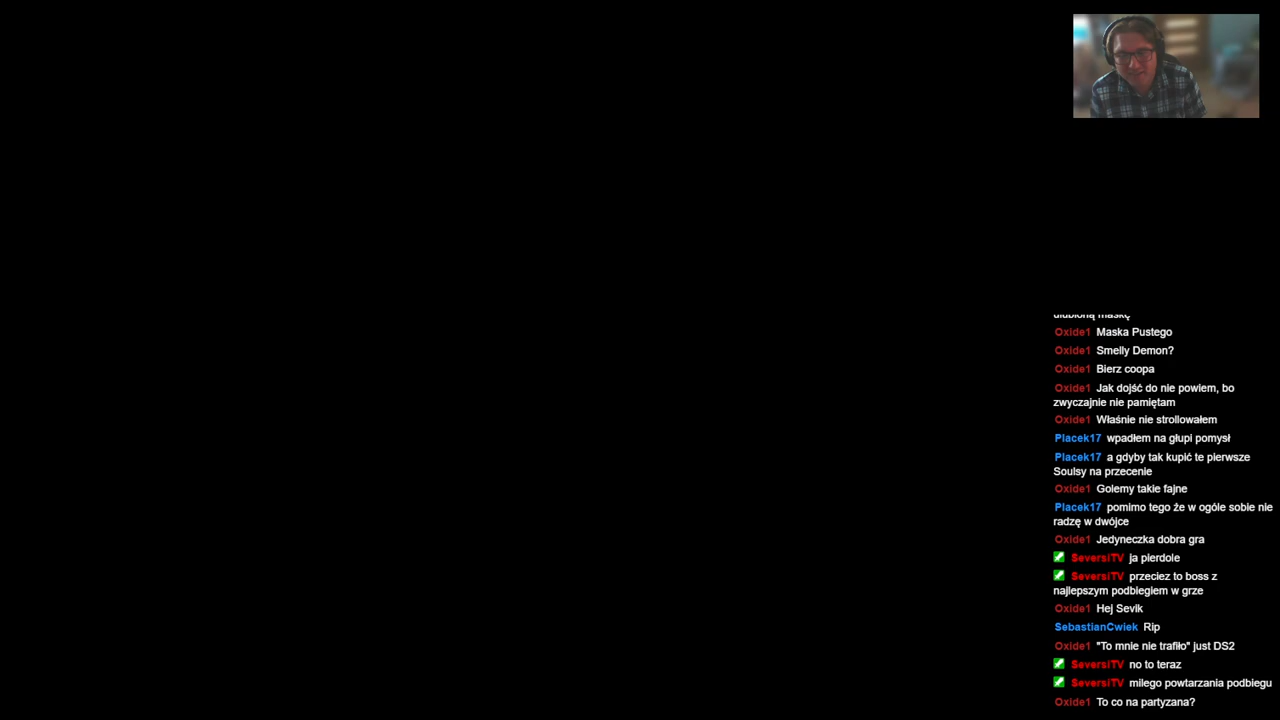 ulubioną maskę
Oxide1 Maska Pustego
Oxide1 Smelly Demon?
Oxide1 Bierz coopa
Oxide1 Jak dojść do nie powiem, bo
zwyczajnie nie pamiętam
Oxide1 Właśnie nie strollowałem
Placek17 wpadłem na głupi pomysł
Placek17 a gdyby tak kupić te pierwsze
Soulsy na przecenie
Oxide1 Golemy takie fajne
Placek17 pomimo tego że w ogóle sobie nie
radzę w dwójce
Oxide1 Jedyneczka dobra gra
SeversiTV ja pierdole
SeversiTV przeciez to boss z
najlepszym podbiegiem w grze
Oxide1 Hej Sevik
SebastianCwiek Rip
Oxide1 "To mnie nie trafiło" just DS2
SeversiTV no to teraz
SeversiTV milego powtarzania podbiegu
Oxide1 To co na partyzana?